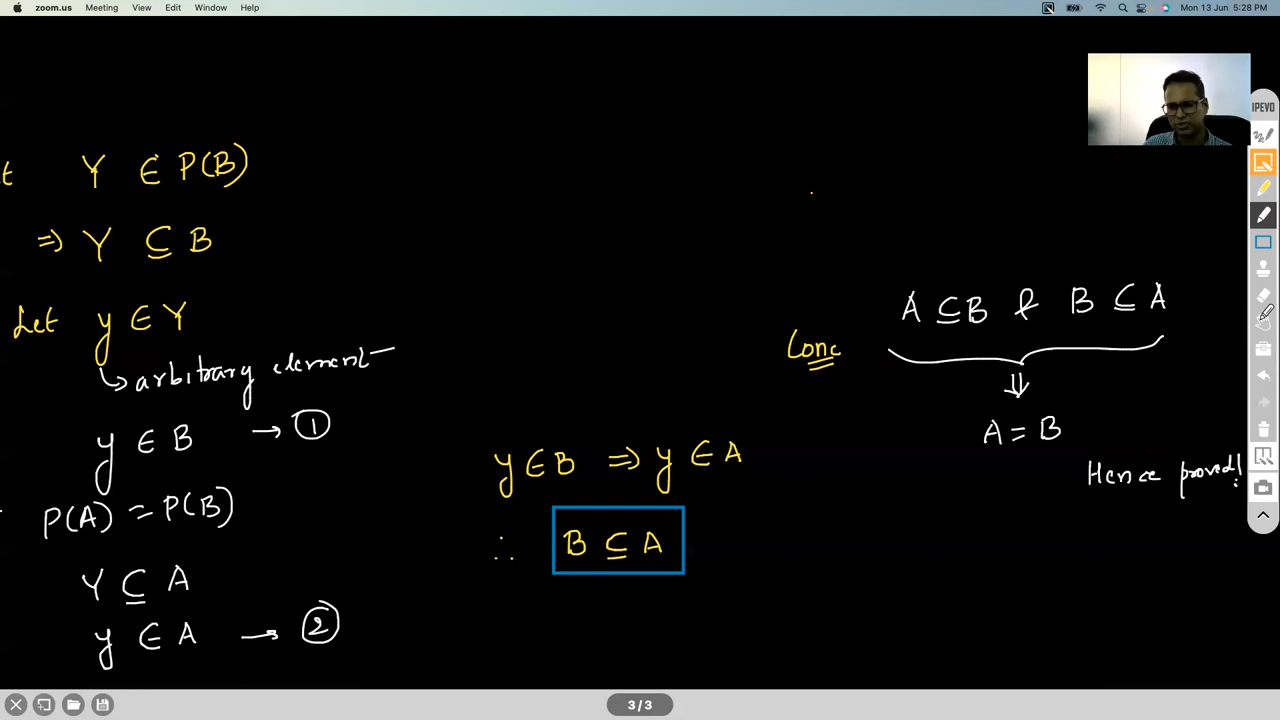 zoom.us Meeting View Edit Window Help Mon 13 Jun 5:28 PM
IPEVO
Y ∈ P(B)
⇒ Y ⊆ B
Let y ∈ Y
↳ arbitrary element
y ∈ B → ①
P(A) = P(B)
Y ⊆ A
y ∈ A → ②
y ∈ B ⇒ y ∈ A
∴ B ⊆ A
A ⊆ B & B ⊆ A
Conc
⇓
A = B
Hence proved!
3/3